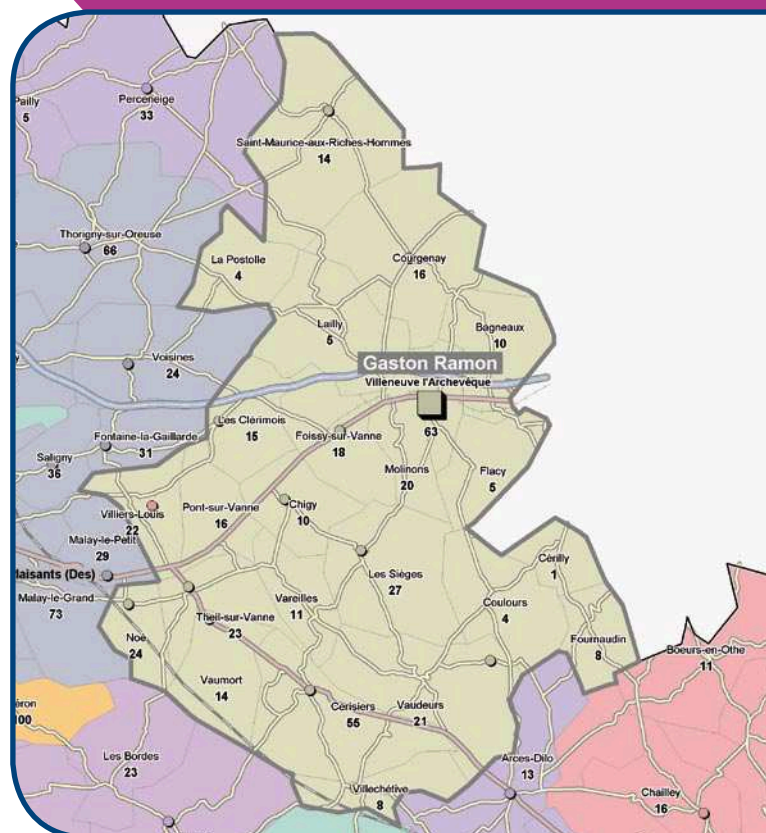 Pailly
5
Perceneige
33
Saint-Maurice-aux-Riches-Hommes
14
Thorigny-sur-Oreuse
66
La Postolle
4
Courgenay
16
Lailly
5
Bagneaux
10
Voisines
24
Gaston Ramon
Villeneuve l'Archevêque
63
Les Clérimois
15
Foissy-sur-Vanne
18
Fontaine-la-Gaillarde
31
Saligny
36
Molinons
20
Flacy
5
Villiers-Louis
22
Pont-sur-Vanne
16
Chigy
10
Malay-le-Petit
29
Maisants (Des)
Malay-le-Grand
73
Les Sièges
27
Cérilly
1
Coulours
4
Vareilles
11
Theil-sur-Vanne
23
Noé
24
Fournaudin
8
Boeurs-en-Othe
11
Vaumort
14
Cérisiers
55
Vaudeurs
21
éron
100
Les Bordes
23
Arces-Dilo
13
Villechétive
8
Chailley
16